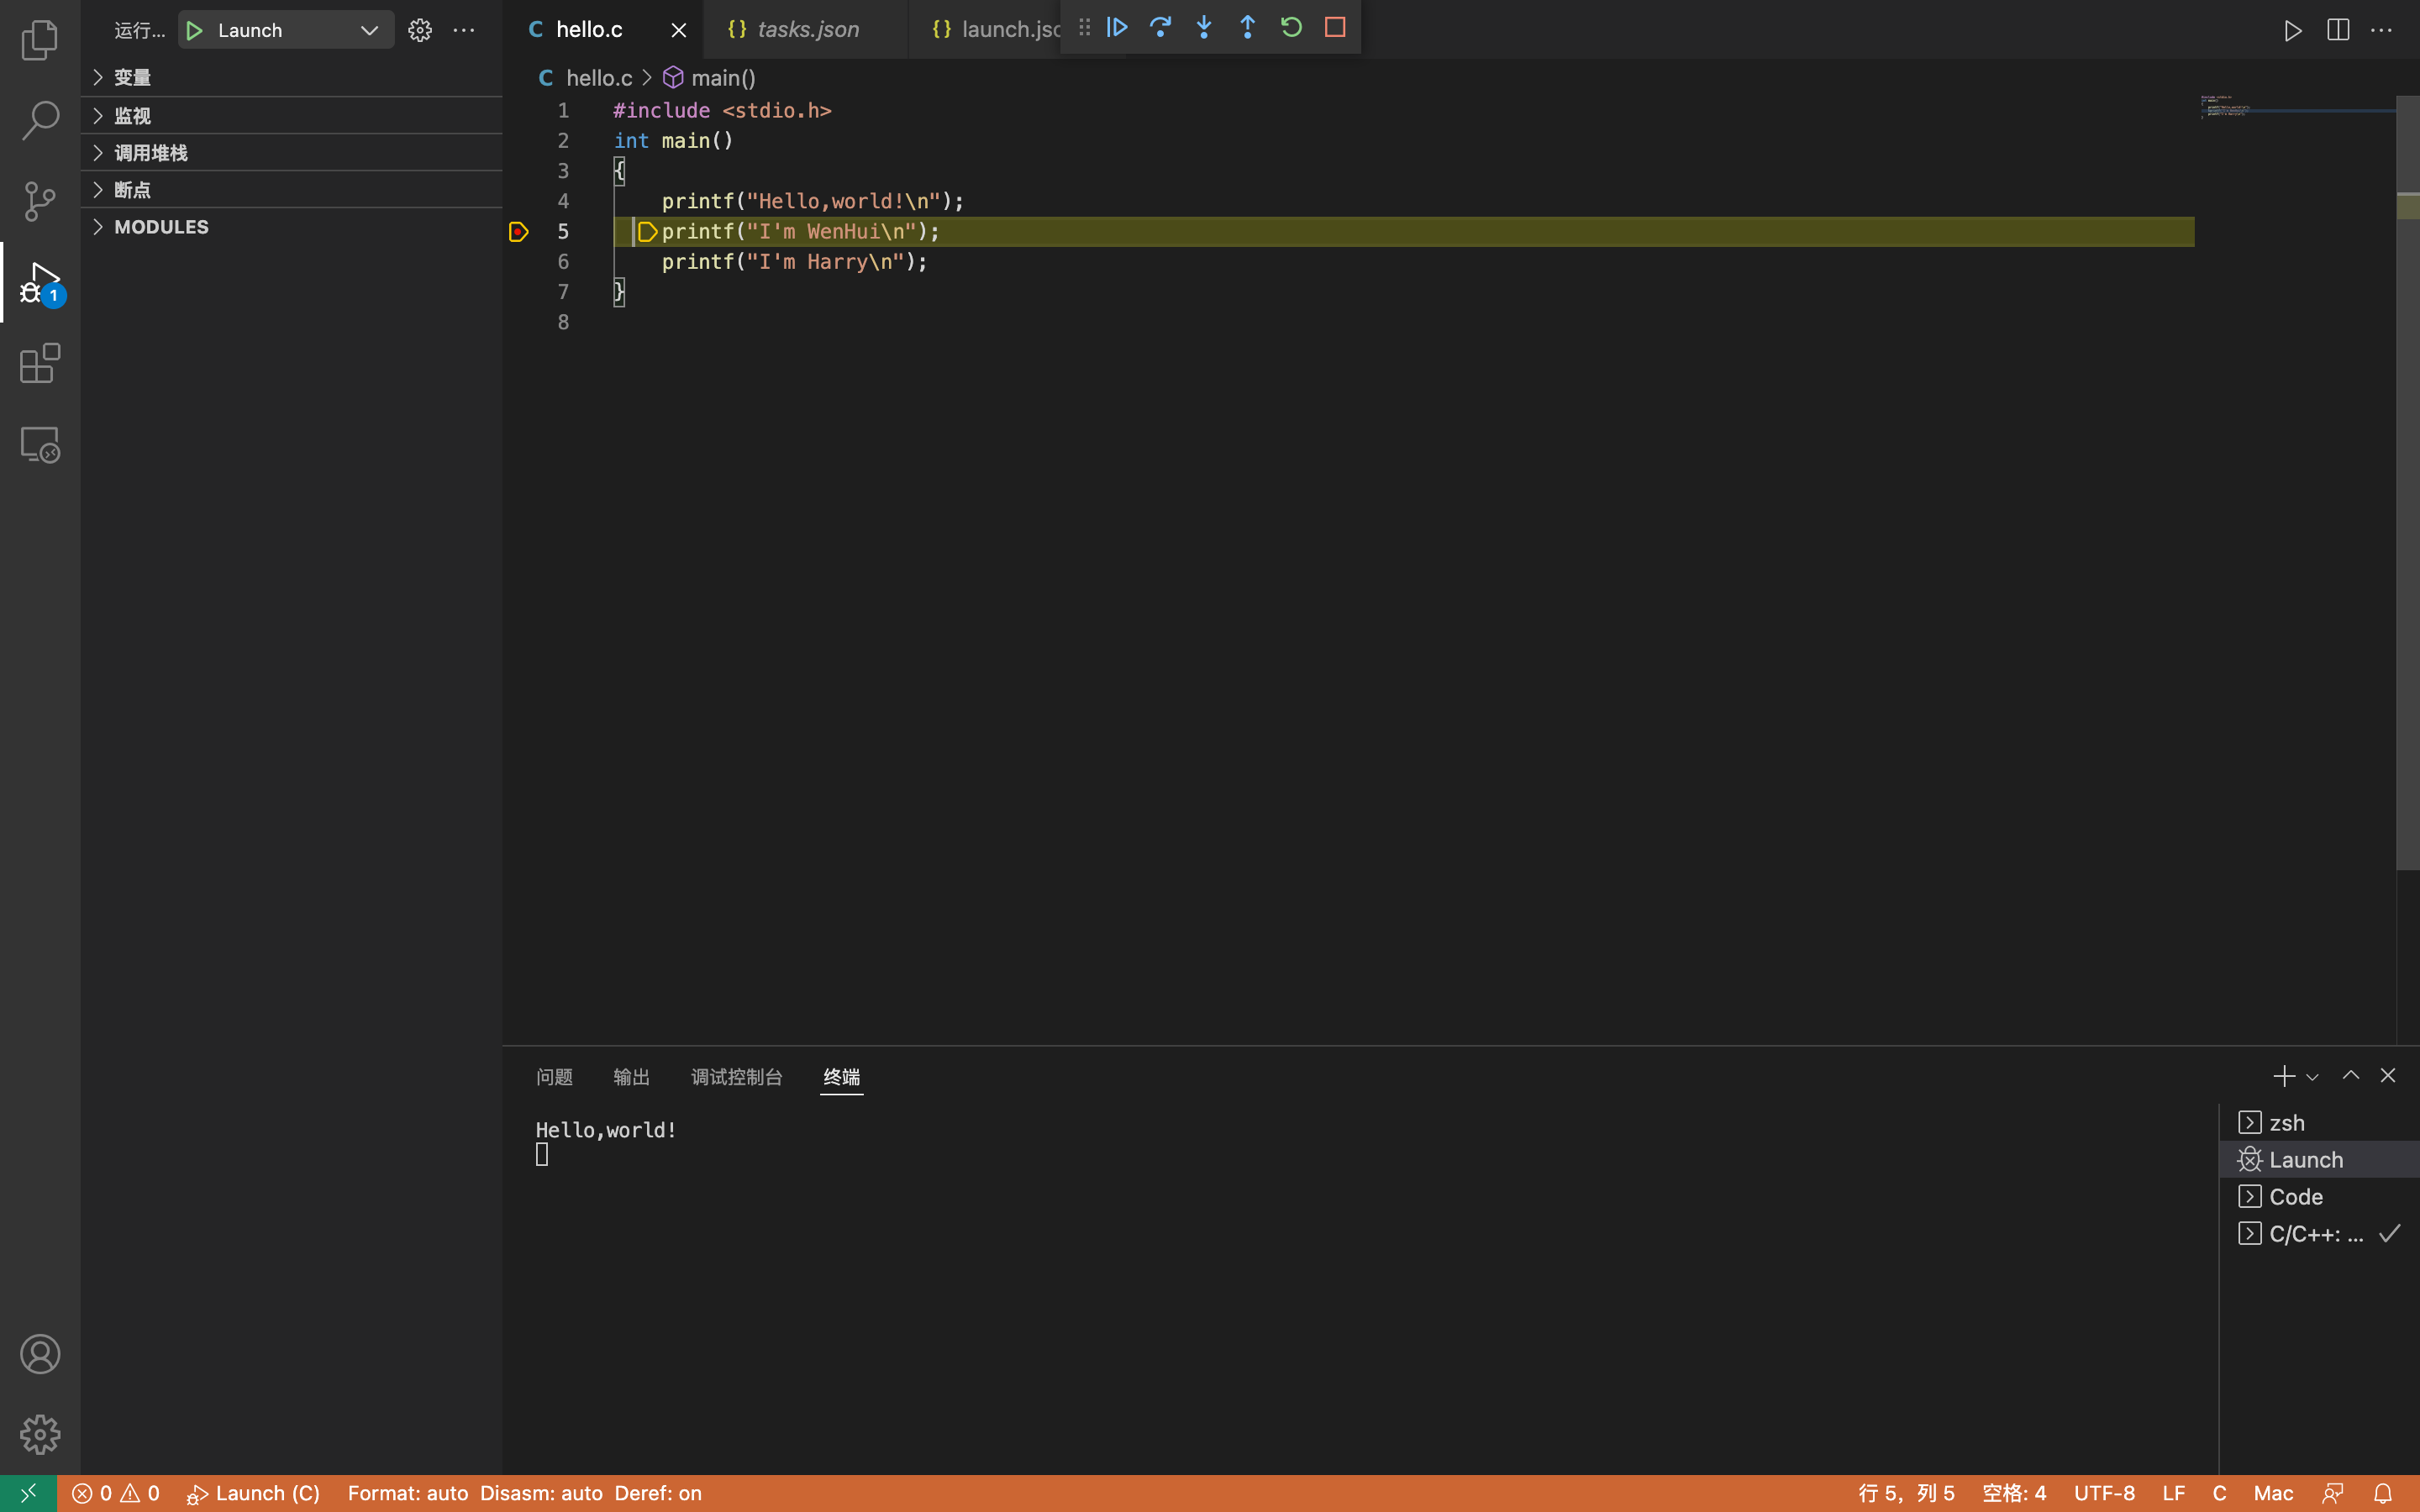 运行... Launch
变量
监视
调用堆栈
断点
MODULES
1
C hello.c
{} tasks.json
{} launch.jsc
C hello.c > main()
1 #include <stdio.h>
2 int main()
3 {
4 printf("Hello,world!\n");
5 printf("I'm WenHui\n");
6 printf("I'm Harry\n");
7 }
8
问题 输出 调试控制台 终端
Hello,world!
zsh
Launch
Code
C/C++: ...
0 0 Launch (C) Format: auto Disasm: auto Deref: on
行 5，列 5 空格: 4 UTF-8 LF C Mac